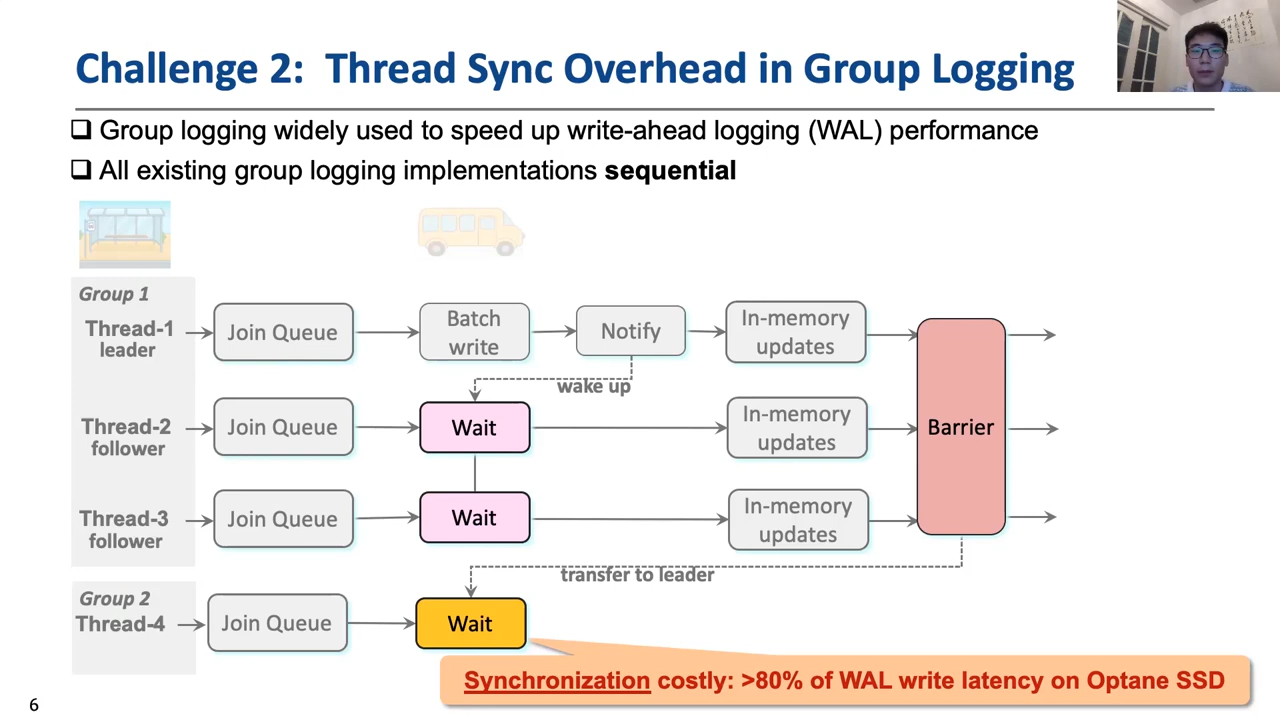 Challenge 2: Thread Sync Overhead in Group Logging
❑ Group logging widely used to speed up write-ahead logging (WAL) performance
❑ All existing group logging implementations sequential
Group 1
Thread-1
leader
Join Queue
Batch
write
Notify
In-memory
updates
wake up
Thread-2
follower
Join Queue
Wait
In-memory
updates
Barrier
Thread-3
follower
Join Queue
Wait
In-memory
updates
transfer to leader
Group 2
Thread-4
Join Queue
Wait
Synchronization costly: >80% of WAL write latency on Optane SSD
6